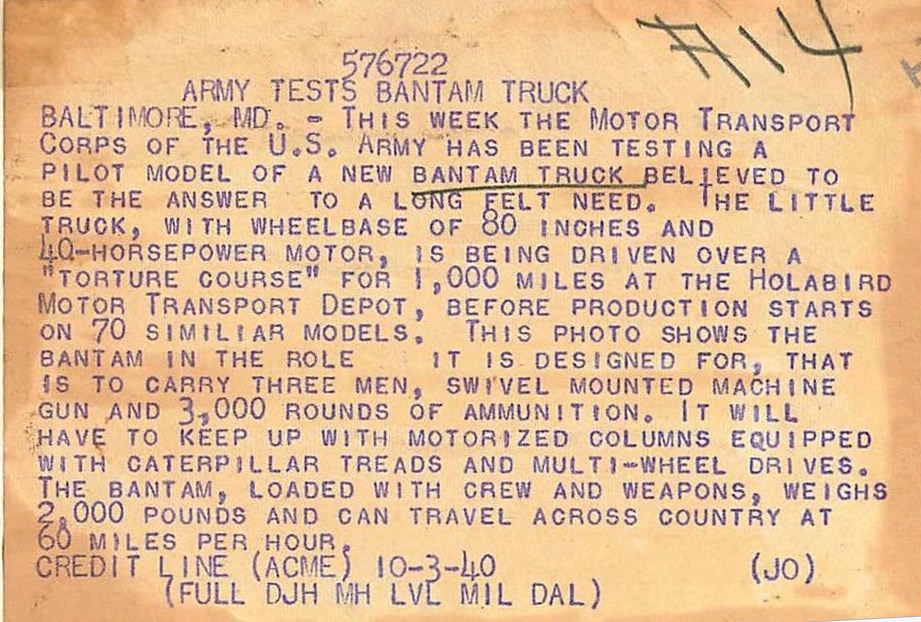 #14
576722
ARMY TESTS BANTAM TRUCK
BALTIMORE, MD. - THIS WEEK THE MOTOR TRANSPORT
CORPS OF THE U.S. ARMY HAS BEEN TESTING A
PILOT MODEL OF A NEW BANTAM TRUCK BELIEVED TO
BE THE ANSWER TO A LONG FELT NEED. THE LITTLE
TRUCK, WITH WHEELBASE OF 80 INCHES AND
40-HORSEPOWER MOTOR, IS BEING DRIVEN OVER A
"TORTURE COURSE" FOR 1,000 MILES AT THE HOLABIRD
MOTOR TRANSPORT DEPOT, BEFORE PRODUCTION STARTS
ON 70 SIMILIAR MODELS. THIS PHOTO SHOWS THE
BANTAM IN THE ROLE IT IS DESIGNED FOR, THAT
IS TO CARRY THREE MEN, SWIVEL MOUNTED MACHINE
GUN AND 3,000 ROUNDS OF AMMUNITION. IT WILL
HAVE TO KEEP UP WITH MOTORIZED COLUMNS EQUIPPED
WITH CATERPILLAR TREADS AND MULTI-WHEEL DRIVES.
THE BANTAM, LOADED WITH CREW AND WEAPONS, WEIGHS
2,000 POUNDS AND CAN TRAVEL ACROSS COUNTRY AT
60 MILES PER HOUR.
CREDIT LINE (ACME) 10-3-40 (JO)
(FULL DJH MH LVL MIL DAL)